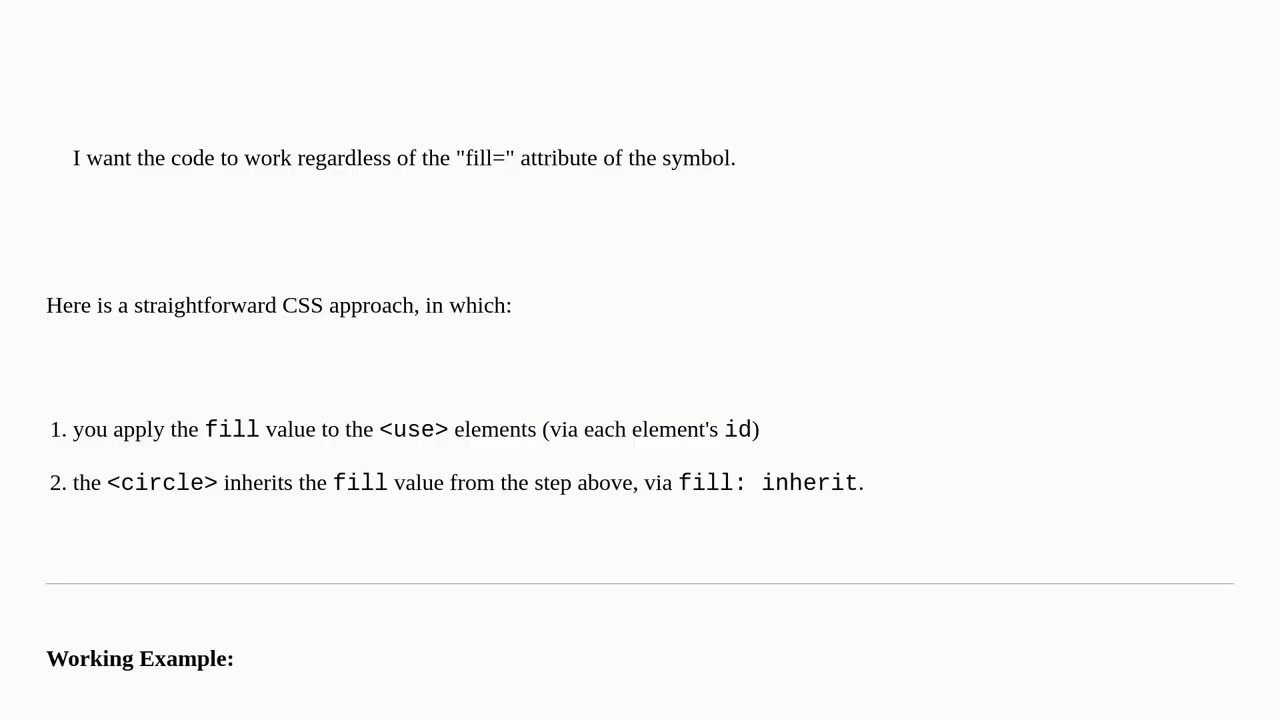 I want the code to work regardless of the "fill=" attribute of the symbol.
Here is a straightforward CSS approach, in which:
1. you apply the fill value to the <use> elements (via each element's id)
2. the <circle> inherits the fill value from the step above, via fill: inherit.
Working Example: